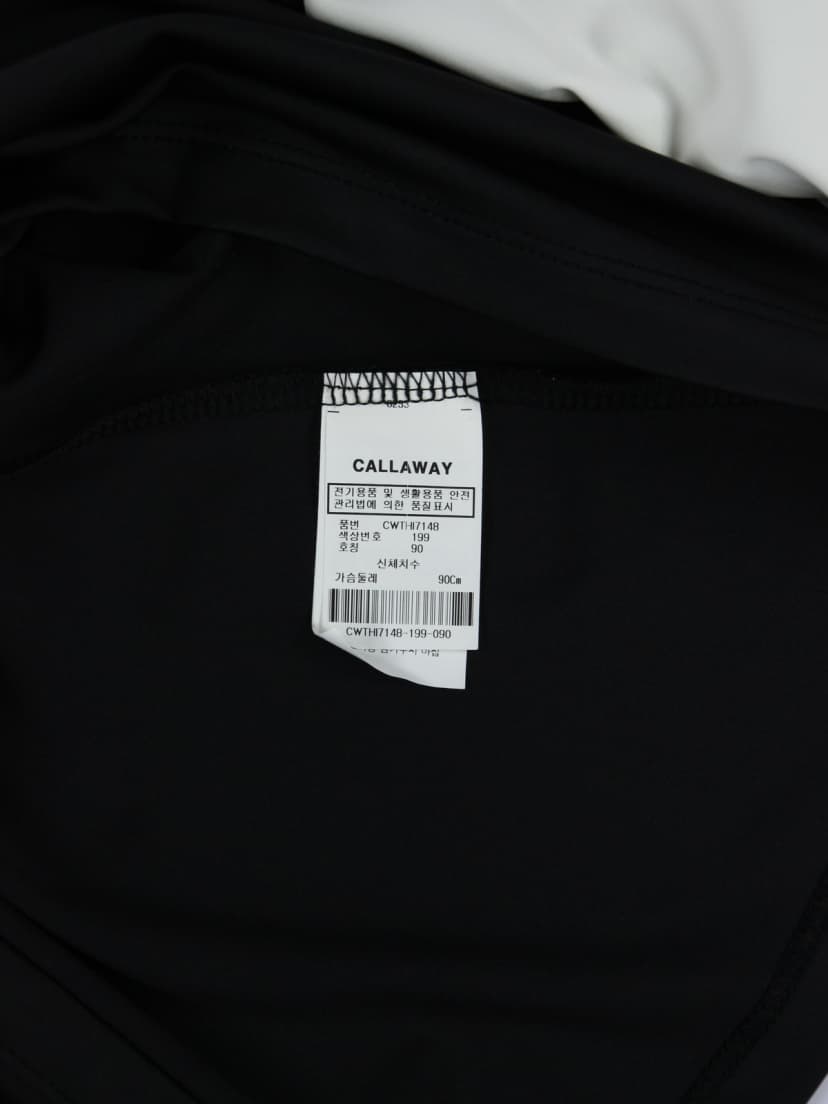 6253
CALLAWAY
전기용품 및 생활용품 안전
관리법에 의한 품질표시
품번 CWTHI7148
색상번호 199
호칭 90
신체치수
가슴둘레 90Cm
CWTHI7148-199-090